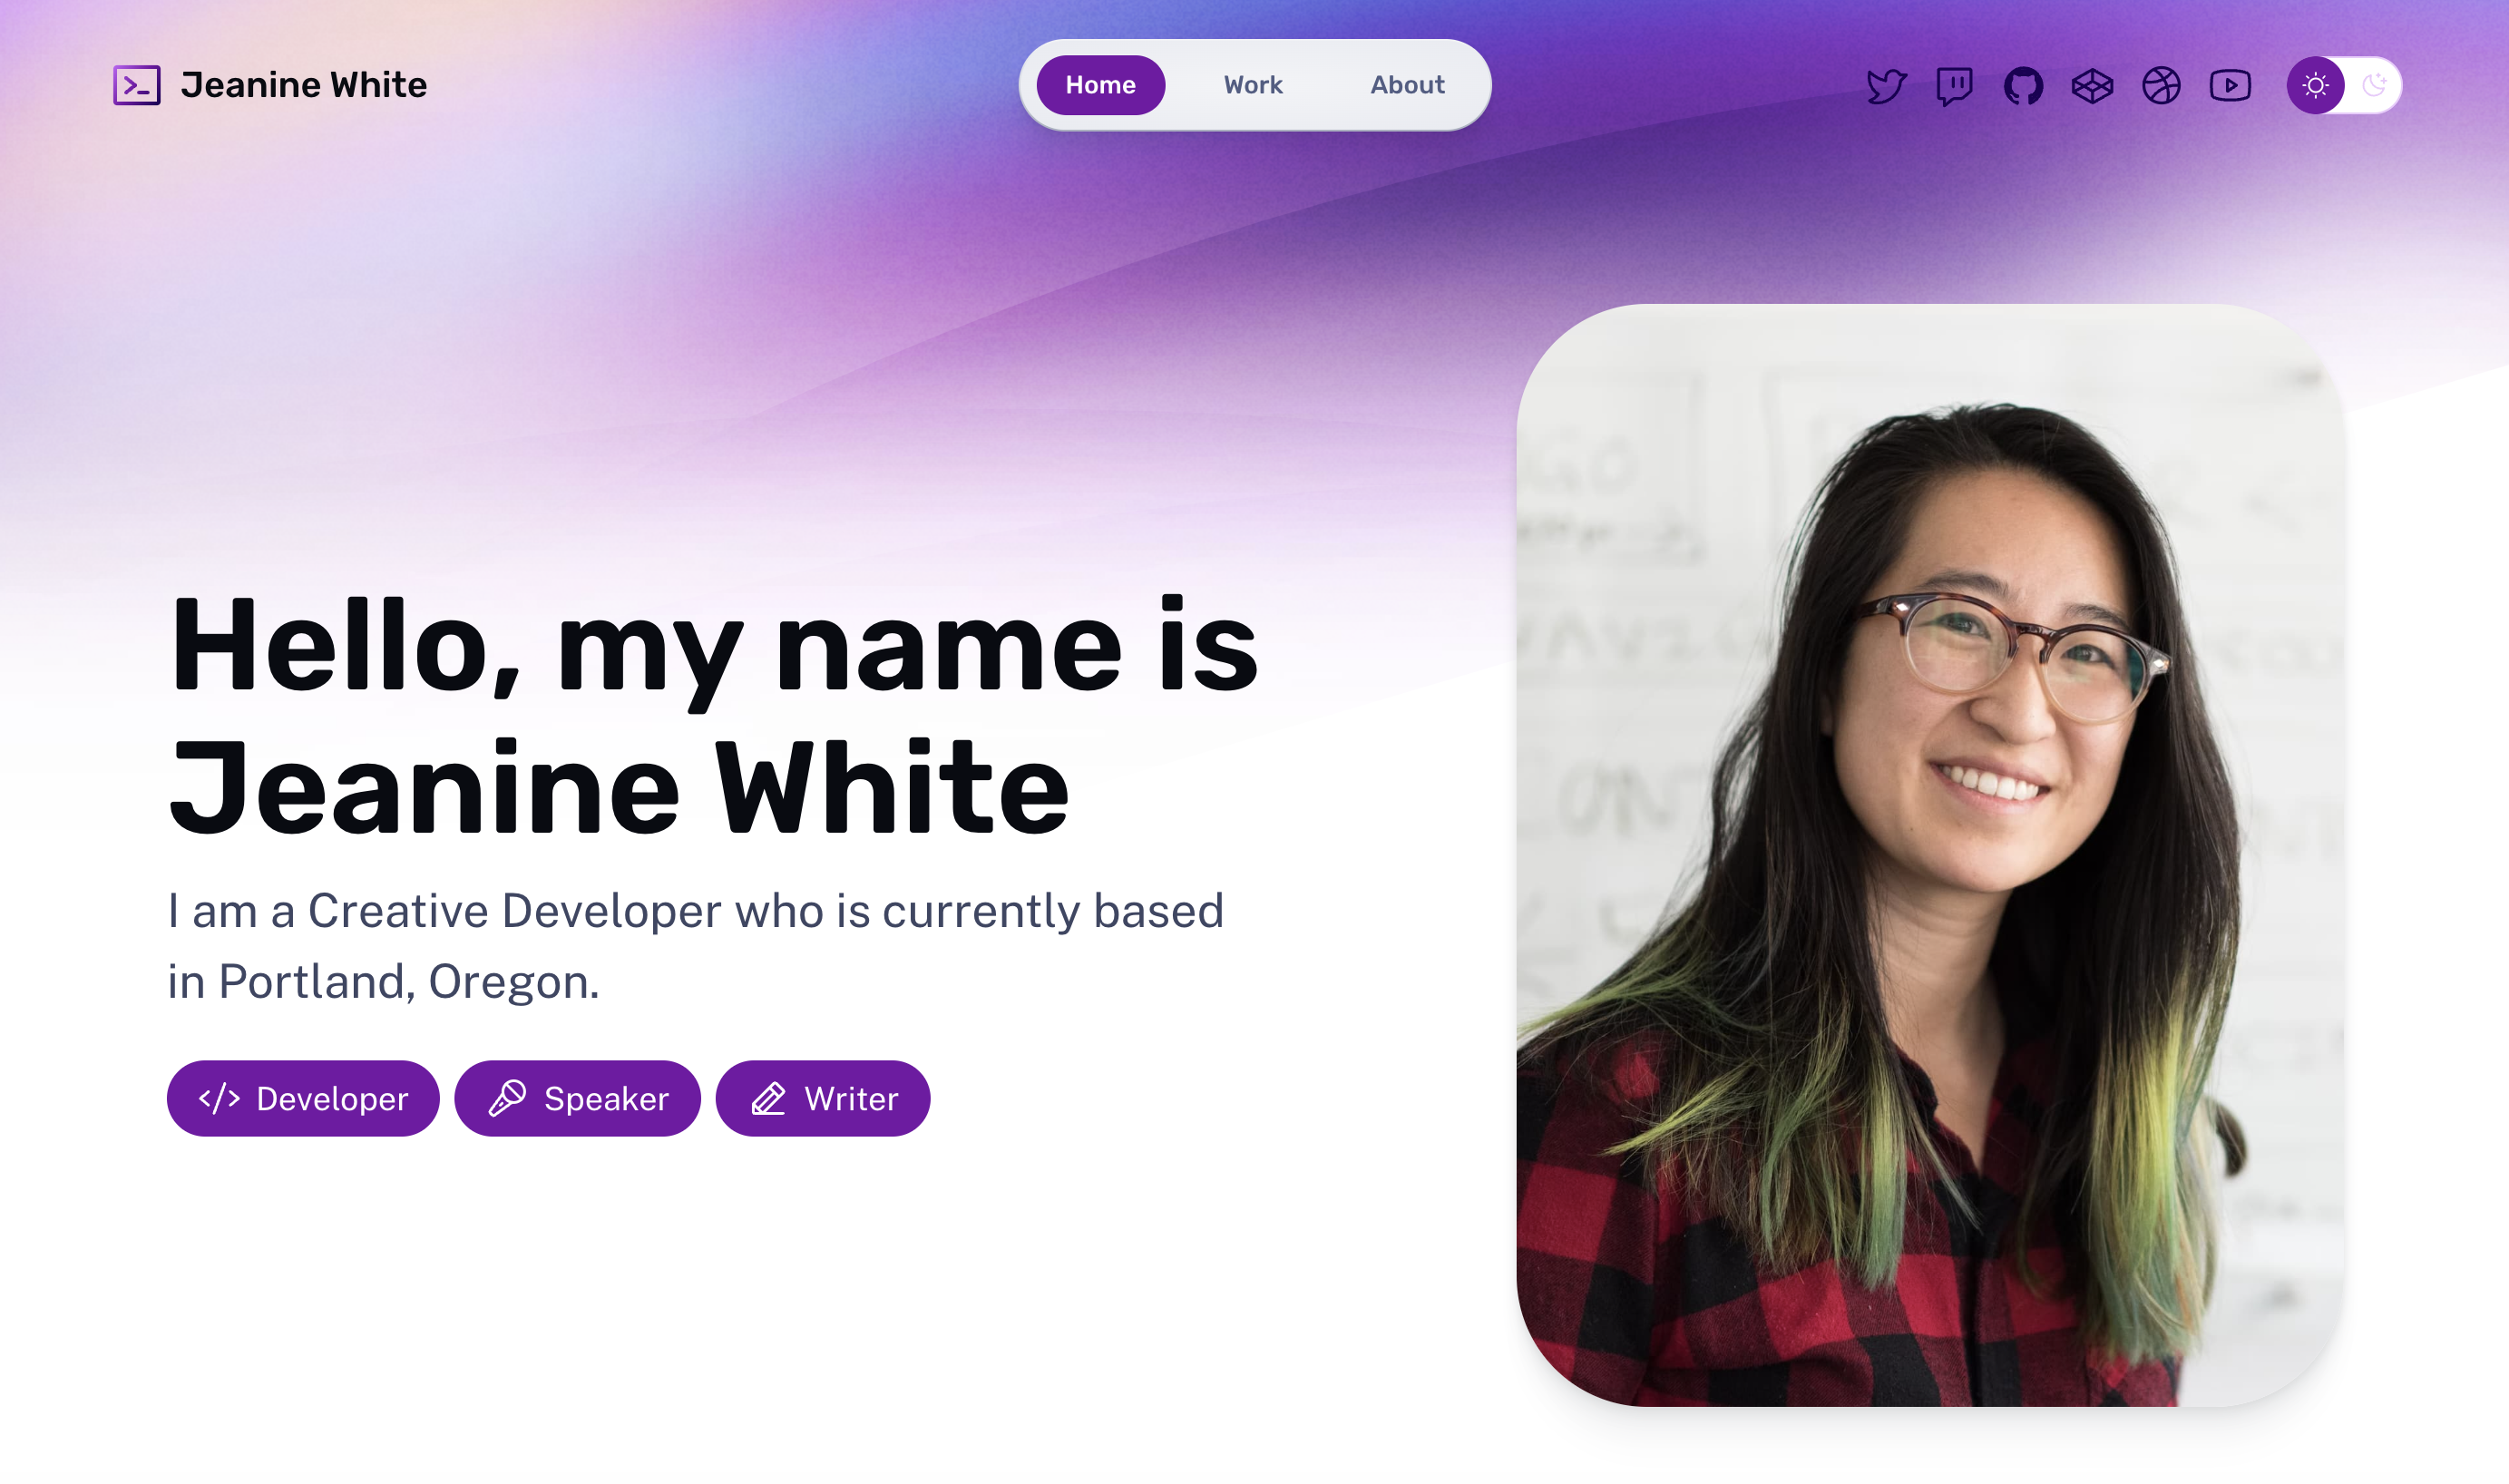 Jeanine White
Home Work About
Hello, my name is
Jeanine White
I am a Creative Developer who is currently based
in Portland, Oregon.
Developer Speaker Writer